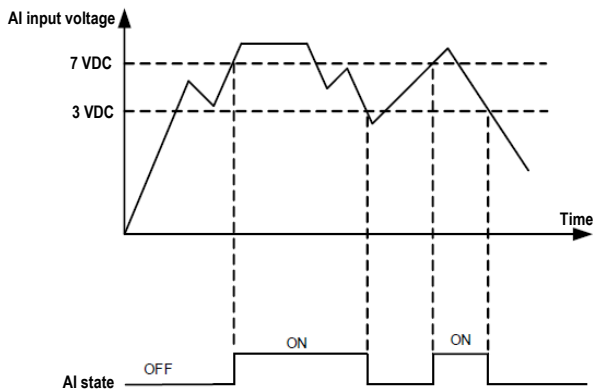 AI input voltage
7 VDC
3 VDC
Time
ON
ON
OFF
AI state